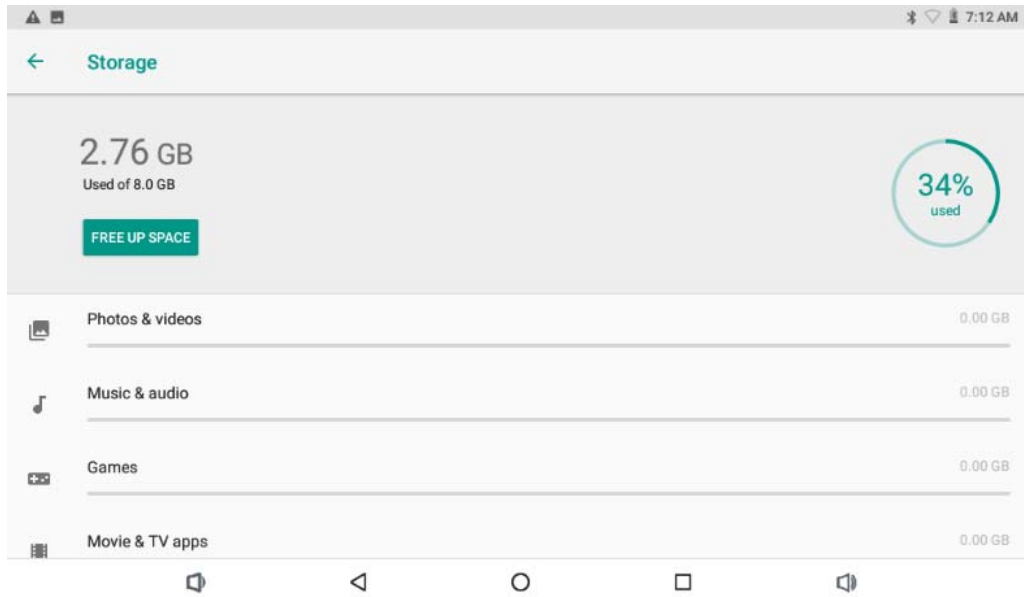 7:12 AM
Storage
2.76 GB
Used of 8.0 GB
34%
used
FREE UP SPACE
Photos & videos
0.00 GB
Music & audio
0.00 GB
Games
0.00 GB
Movie & TV apps
0.00 GB